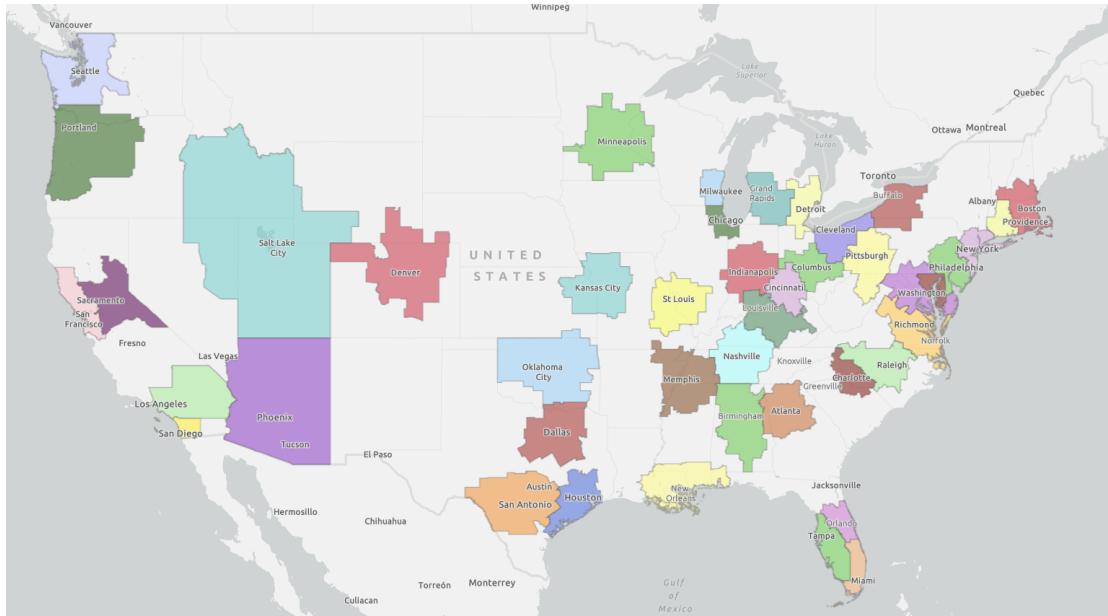 Winnipeg
Vancouver
Seattle
Lake
Superior
Quebec
Portland
Minneapolis
Ottawa
Montreal
Lake
Huron
Toronto
Milwaukee
Grand
Rapids
Buffalo
Albany
Boston
Detroit
Chicago
Providence
Cleveland
New York
Salt Lake
City
UNITED
STATES
Pittsburgh
Denver
Indianapolis
Columbus
Philadelphia
Kansas City
Cincinnati
Washington
St Louis
Sacramento
San
Francisco
Louisville
Richmond
Fresno
Norfolk
Las Vegas
Nashville
Knoxville
Raleigh
Oklahoma
City
Memphis
Greenville
Charlotte
Los Angeles
Phoenix
Birmingham
Atlanta
San Diego
Dallas
Tucson
El Paso
Austin
San Antonio
Houston
New
Orleans
Jacksonville
Hermosillo
Chihuahua
Orlando
Tampa
Miami
Torreón
Monterrey
Culiacan
Gulf
of
Mexico